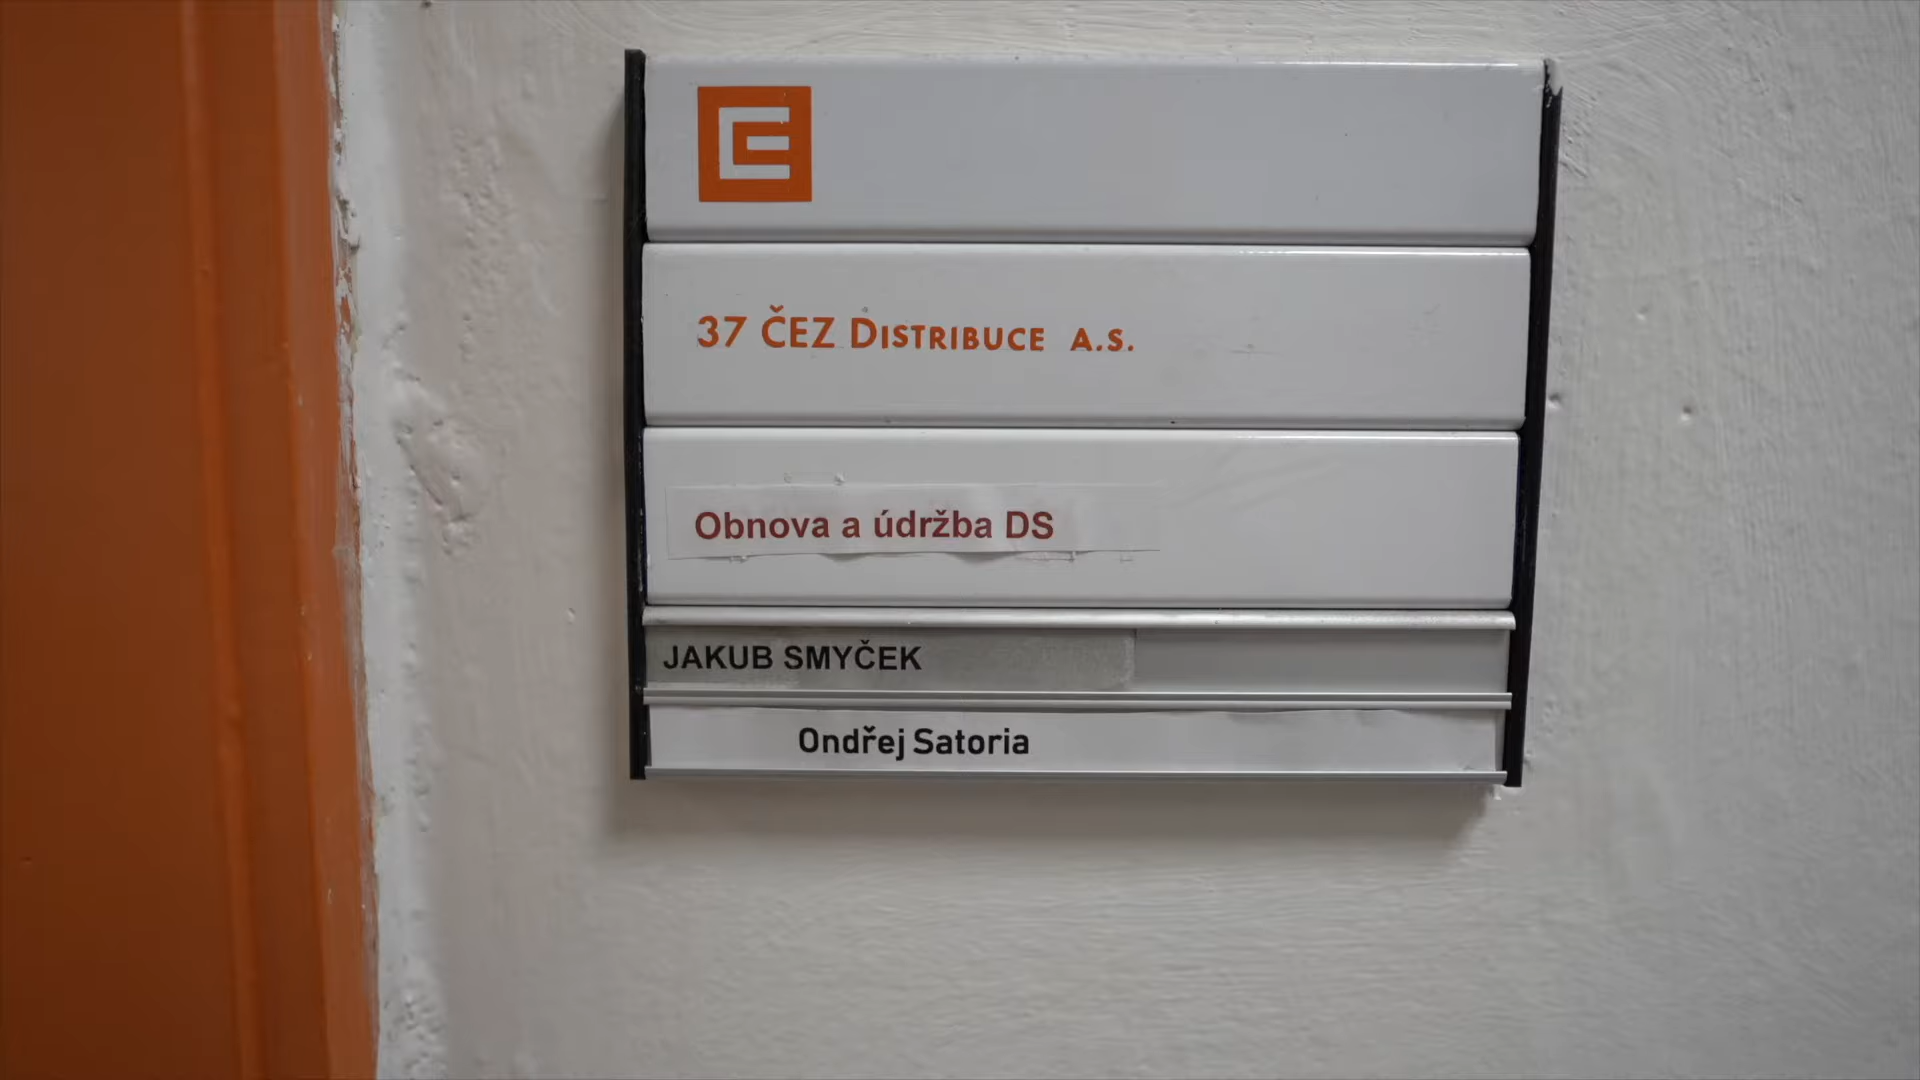 37 ČEZ DISTRIBUCE A.S.
Obnova a údržba DS
JAKUB SMYČEK
Ondřej Satoria